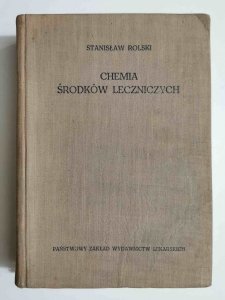 STANISŁAW ROLSKI
CHEMIA
ŚRODKÓW LECZNICZYCH
PAŃSTWOWY ZAKŁAD WYDAWNICTW LEKARSKICH